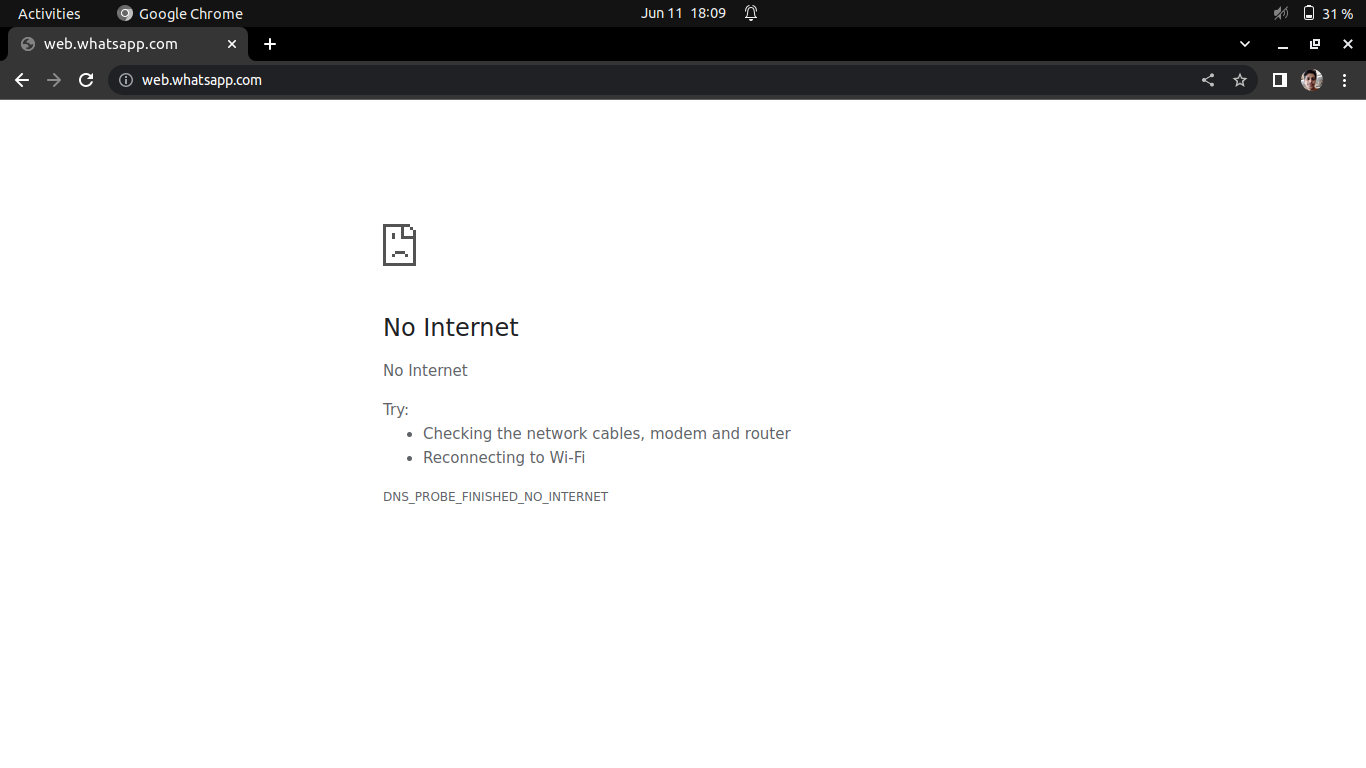 Activities Google Chrome Jun 11 18:09 31 %
web.whatsapp.com
web.whatsapp.com
No Internet
No Internet
Try:
• Checking the network cables, modem and router
• Reconnecting to Wi-Fi
DNS_PROBE_FINISHED_NO_INTERNET